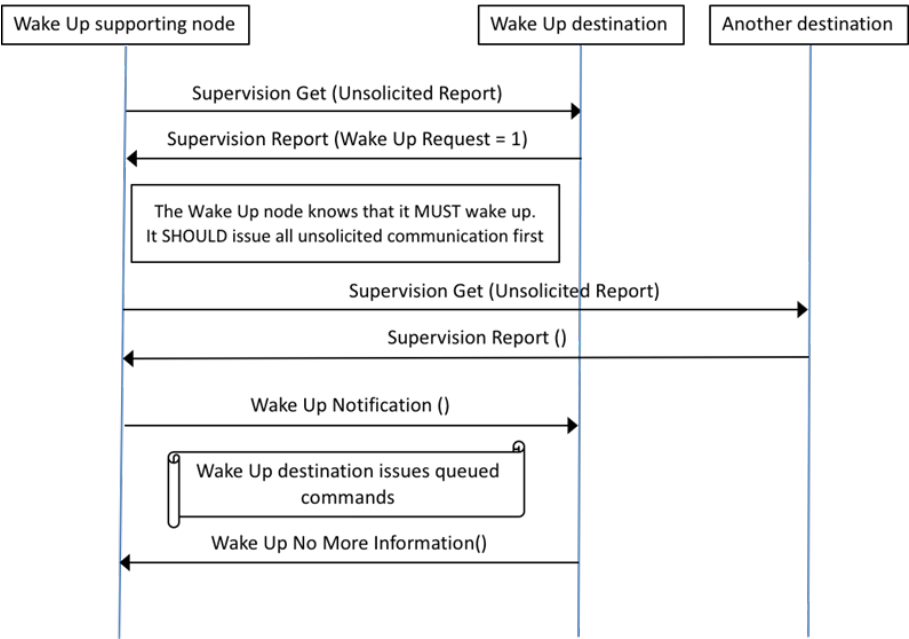 Wake Up supporting node
Wake Up destination
Another destination
Supervision Get (Unsolicited Report)
Supervision Report (Wake Up Request = 1)
The Wake Up node knows that it MUST wake up.
It SHOULD issue all unsolicited communication first
Supervision Get (Unsolicited Report)
Supervision Report ()
Wake Up Notification ()
Wake Up destination issues queued
commands
Wake Up No More Information()